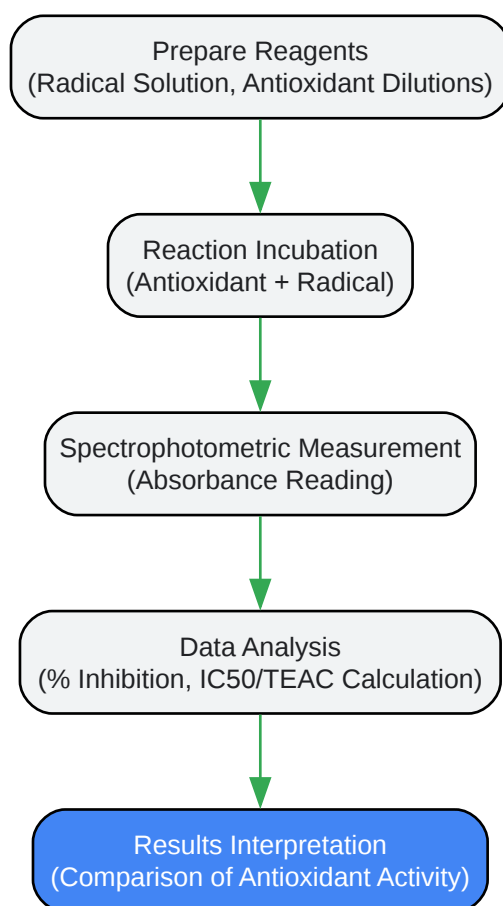 Prepare Reagents
(Radical Solution, Antioxidant Dilutions)
Reaction Incubation
(Antioxidant + Radical)
Spectrophotometric Measurement
(Absorbance Reading)
Data Analysis
(% Inhibition, IC50/TEAC Calculation)
Results Interpretation
(Comparison of Antioxidant Activity)